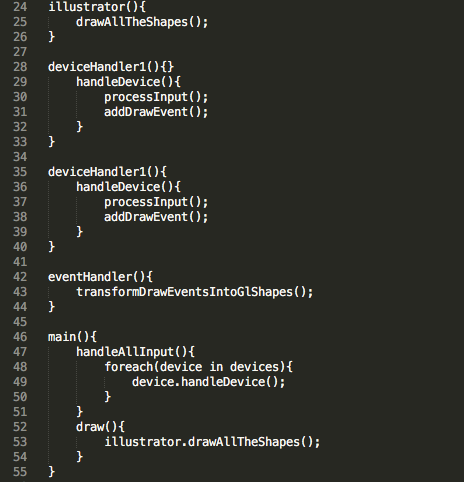 24 illustrator(){
25     drawAllTheShapes();
26 }
27
28 deviceHandler1(){}
29     handleDevice(){
30         processInput();
31         addDrawEvent();
32     }
33 }
34
35 deviceHandler1(){
36     handleDevice(){
37         processInput();
38         addDrawEvent();
39     }
40 }
41
42 eventHandler(){
43     transformDrawEventsIntoGlShapes();
44 }
45
46 main(){
47     handleAllInput(){
48         foreach(device in devices){
49             device.handleDevice();
50         }
51     }
52     draw(){
53         illustrator.drawAllTheShapes();
54     }
55 }